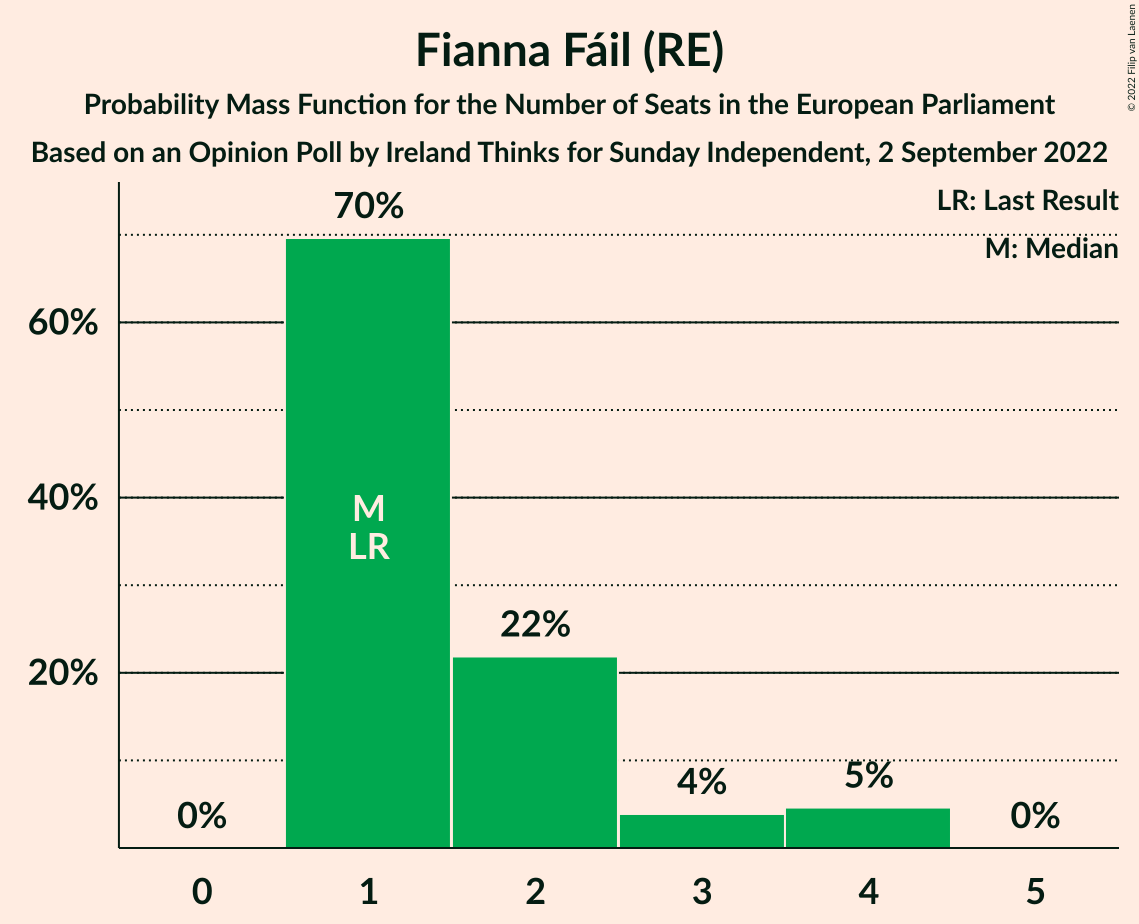 Fianna Fáil (RE)
Probability Mass Function for the Number of Seats in the European Parliament
Based on an Opinion Poll by Ireland Thinks for Sunday Independent, 2 September 2022
© 2022 Filip van Laenen
LR: Last Result
M: Median
70%
60%
40%
M
LR
22%
20%
4%
5%
0%
0%
0 1 2 3 4 5